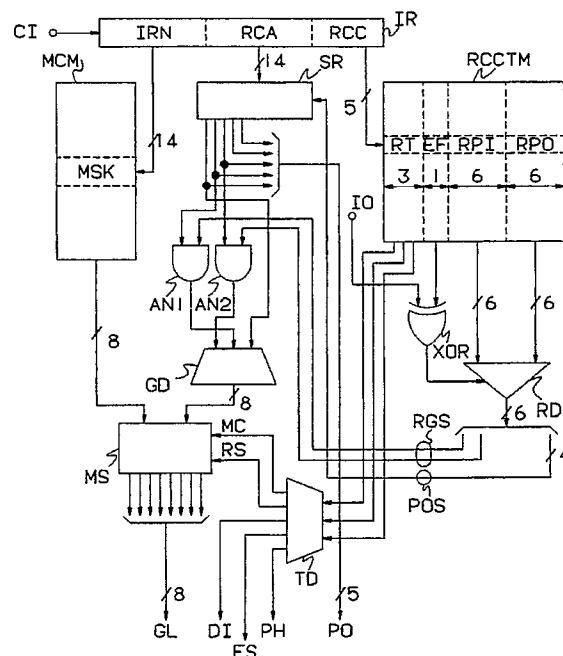 CI
IRN
RCA
RCC
IR
MCM
14
SR
RCCTM
5
14
MSK
RT
EF
RPI
RPO
3
1
6
6
IO
AN1
AN2
6
6
XOR
8
GD
8
RD
6
RGS
4
MC
RS
MS
POS
TD
8
5
GL
DI
PH
PO
ES